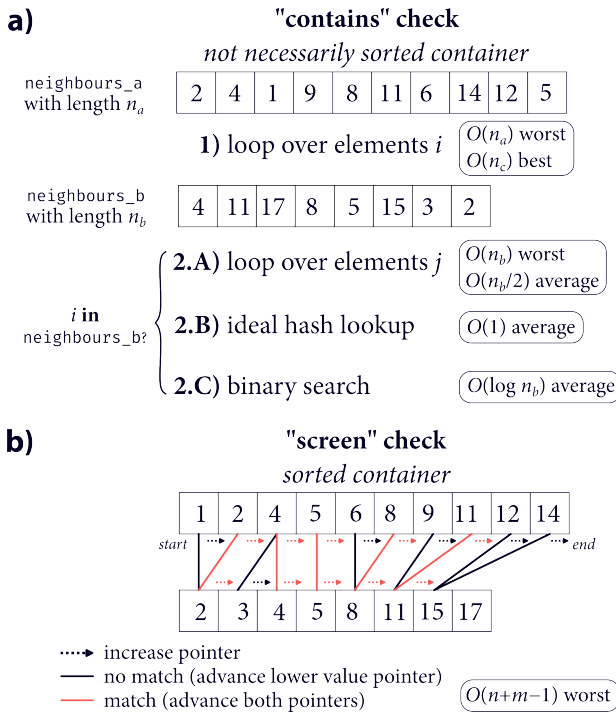 a)
"contains" check
not necessarily sorted container
neighbours_a
with length nₐ
2 4 1 9 8 11 6 14 12 5
1) loop over elements i
O(nₐ) worst
O(n_c) best
neighbours_b
with length n_b
4 11 17 8 5 15 3 2
2.A) loop over elements j
O(n_b) worst
O(n_b/2) average
i in
neighbours_b?
2.B) ideal hash lookup
O(1) average
2.C) binary search
O(log n_b) average
b)
"screen" check
sorted container
1 2 4 5 6 8 9 11 12 14
start
end
2 3 4 5 8 11 15 17
increase pointer
no match (advance lower value pointer)
match (advance both pointers)
O(n+m−1) worst